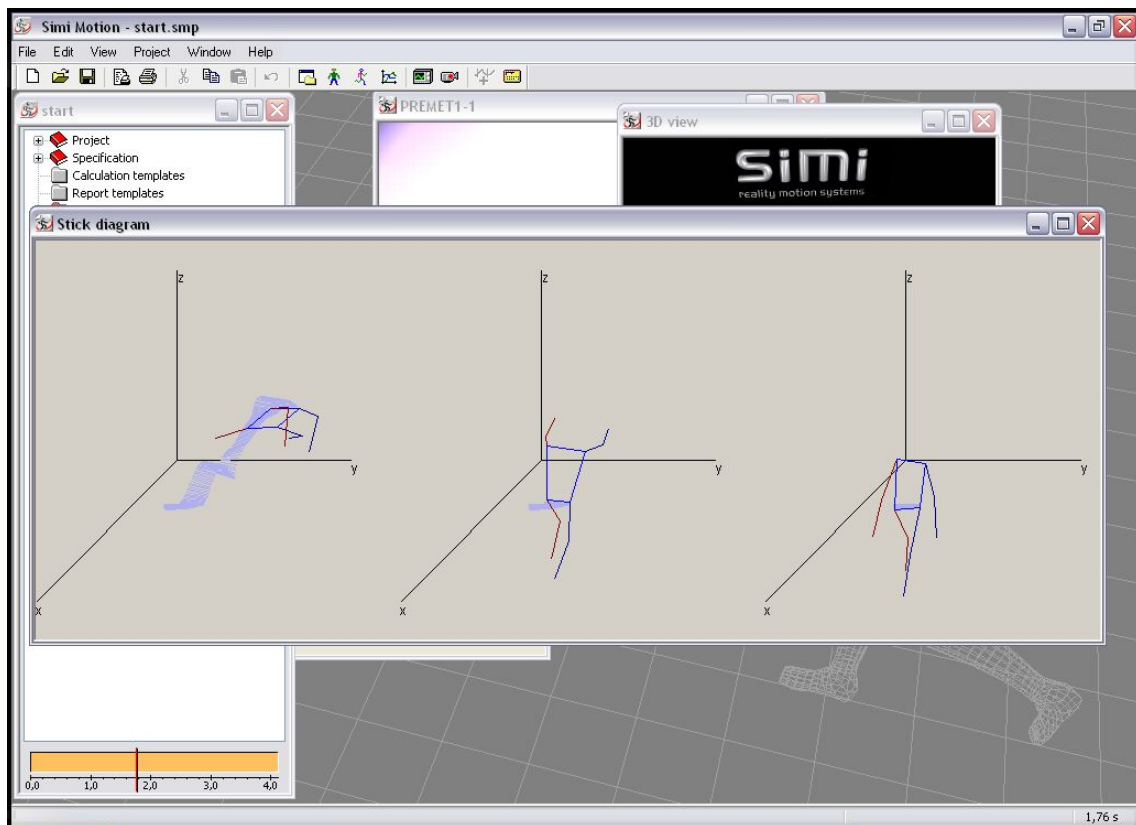 Simi Motion - start.smp
File Edit View Project Window Help
start
PREMET1-1
3D view
Project
Specification
Calculation templates
Report templates
SiMi
reality motion systems
Stick diagram
z
y
x
z
y
x
z
y
x
0,0 1,0 2,0 3,0 4,0
1,76 s